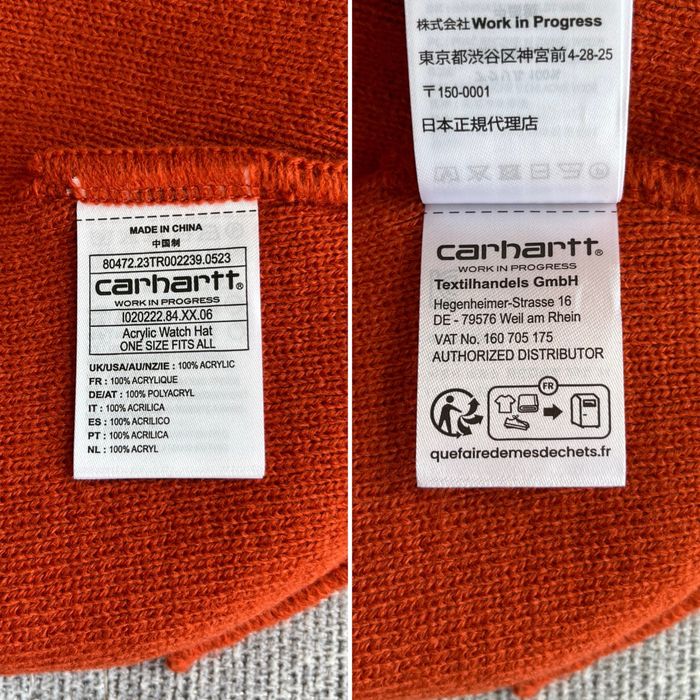 MADE IN CHINA
中国制
80472.23TR002239.0523
carhartt®
WORK IN PROGRESS
I020222.84.XX.06
Acrylic Watch Hat
ONE SIZE FITS ALL
UK/USA/AU/NZ/IE : 100% ACRYLIC
FR : 100% ACRYLIQUE
DE/AT : 100% POLYACRYL
IT : 100% ACRILICA
ES : 100% ACRILICO
PT : 100% ACRILICA
NL : 100% ACRYL
株式会社Work in Progress
東京都渋谷区神宮前4-28-25
〒150-0001
日本正規代理店
carhartt®
WORK IN PROGRESS
Textilhandels GmbH
Hegenheimer-Strasse 16
DE - 79576 Weil am Rhein
VAT No. 160 705 175
AUTHORIZED DISTRIBUTOR
FR
quefairedemesdechets.fr